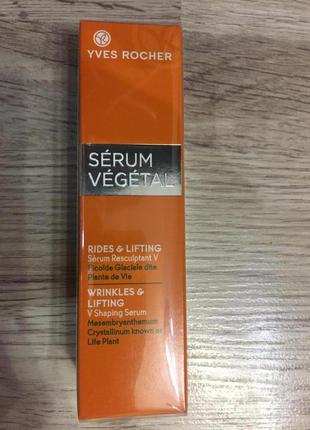 YVES ROCHER
SÉRUM
VÉGÉTAL
RIDES & LIFTING
Sérum Resculptant V
Ficoïde Glaciale dite
Plante de Vie
WRINKLES &
LIFTING
V Shaping Serum
Mesembryanthemum
Crystallinum known as
Life Plant